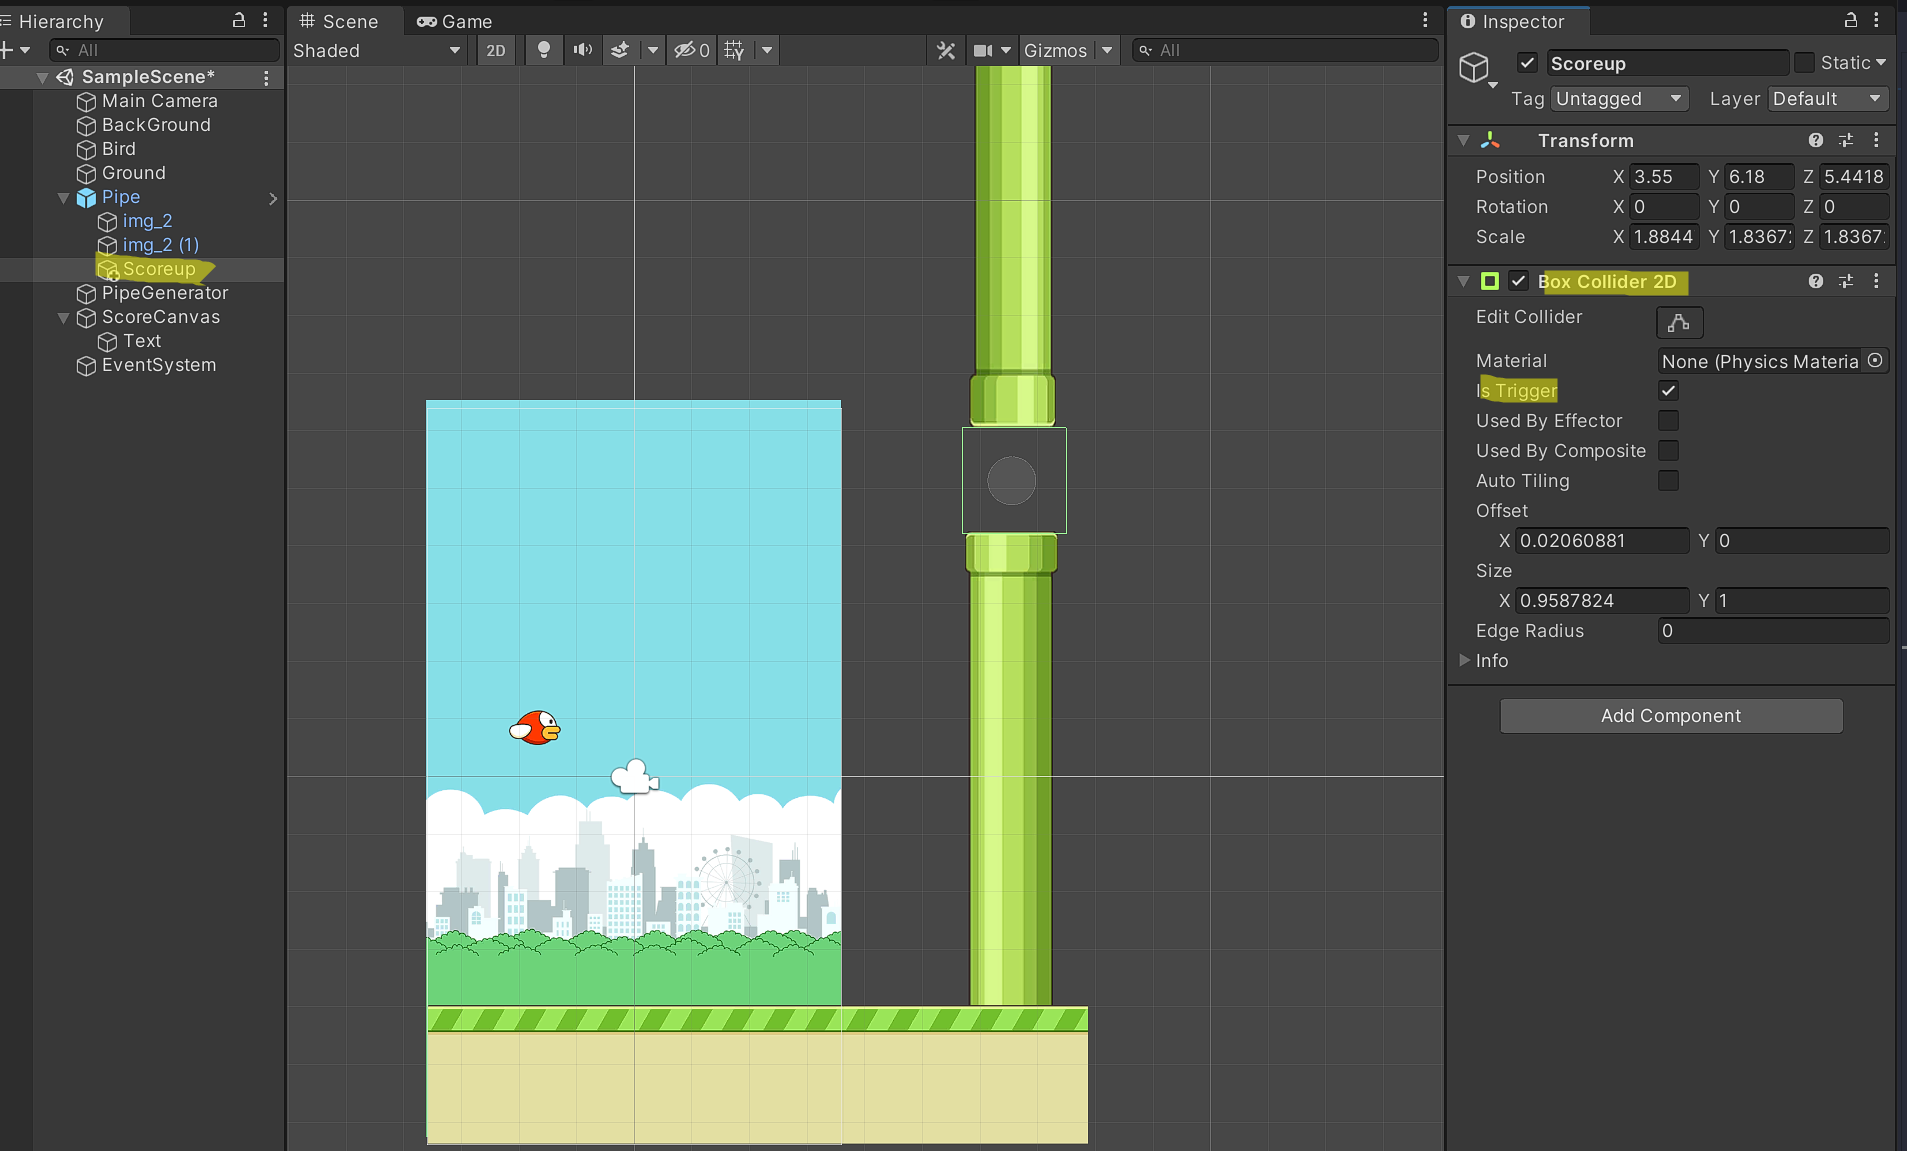 Hierarchy
All
SampleScene*
Main Camera
BackGround
Bird
Ground
Pipe
img_2
img_2 (1)
Scoreup
PipeGenerator
ScoreCanvas
Text
EventSystem
Scene
Game
Shaded
2D
0
Gizmos
All
Inspector
Scoreup
Static
Tag Untagged Layer Default
Transform
Position X 3.55 Y 6.18 Z 5.4418
Rotation X 0 Y 0 Z 0
Scale X 1.8844 Y 1.8367 Z 1.8367
Box Collider 2D
Edit Collider
Material None (Physics Materia
Is Trigger
Used By Effector
Used By Composite
Auto Tiling
Offset
X 0.02060881 Y 0
Size
X 0.9587824 Y 1
Edge Radius 0
Info
Add Component